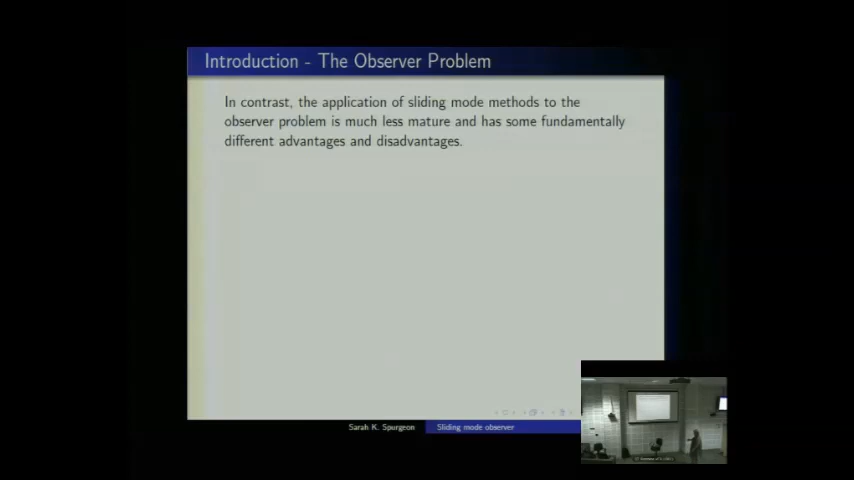 Introduction - The Observer Problem
In contrast, the application of sliding mode methods to the
observer problem is much less mature and has some fundamentally
different advantages and disadvantages.
Sarah K. Spurgeon
Sliding mode observer